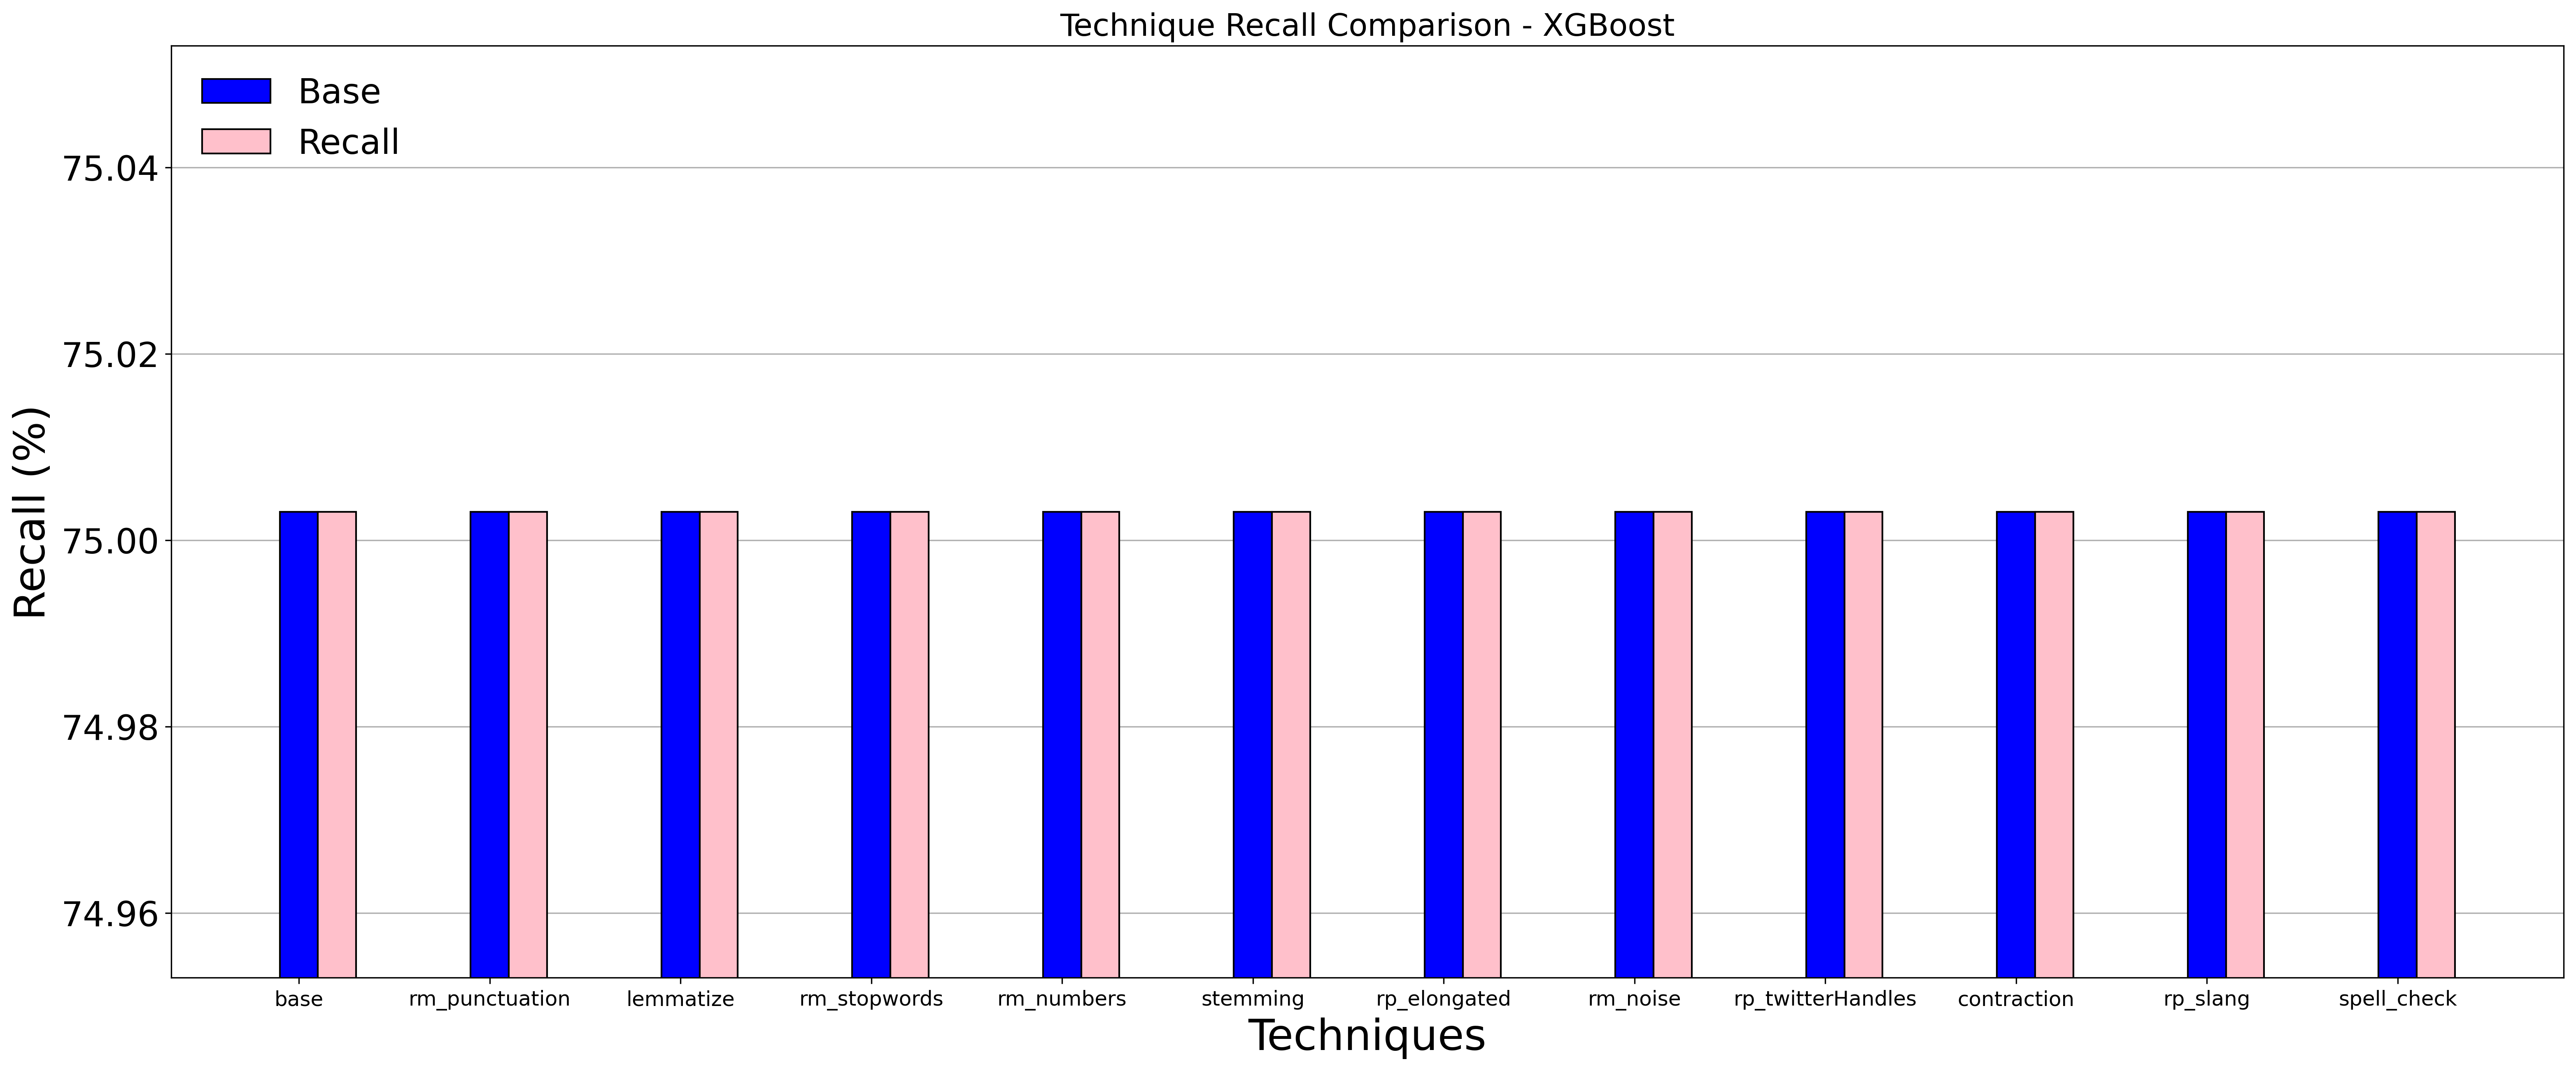 Technique Recall Comparison - XGBoost
Base
Recall
75.04
75.02
75.00
74.98
74.96
Recall (%)
base rm_punctuation lemmatize rm_stopwords rm_numbers stemming rp_elongated rm_noise rp_twitterHandles contraction rp_slang spell_check
Techniques